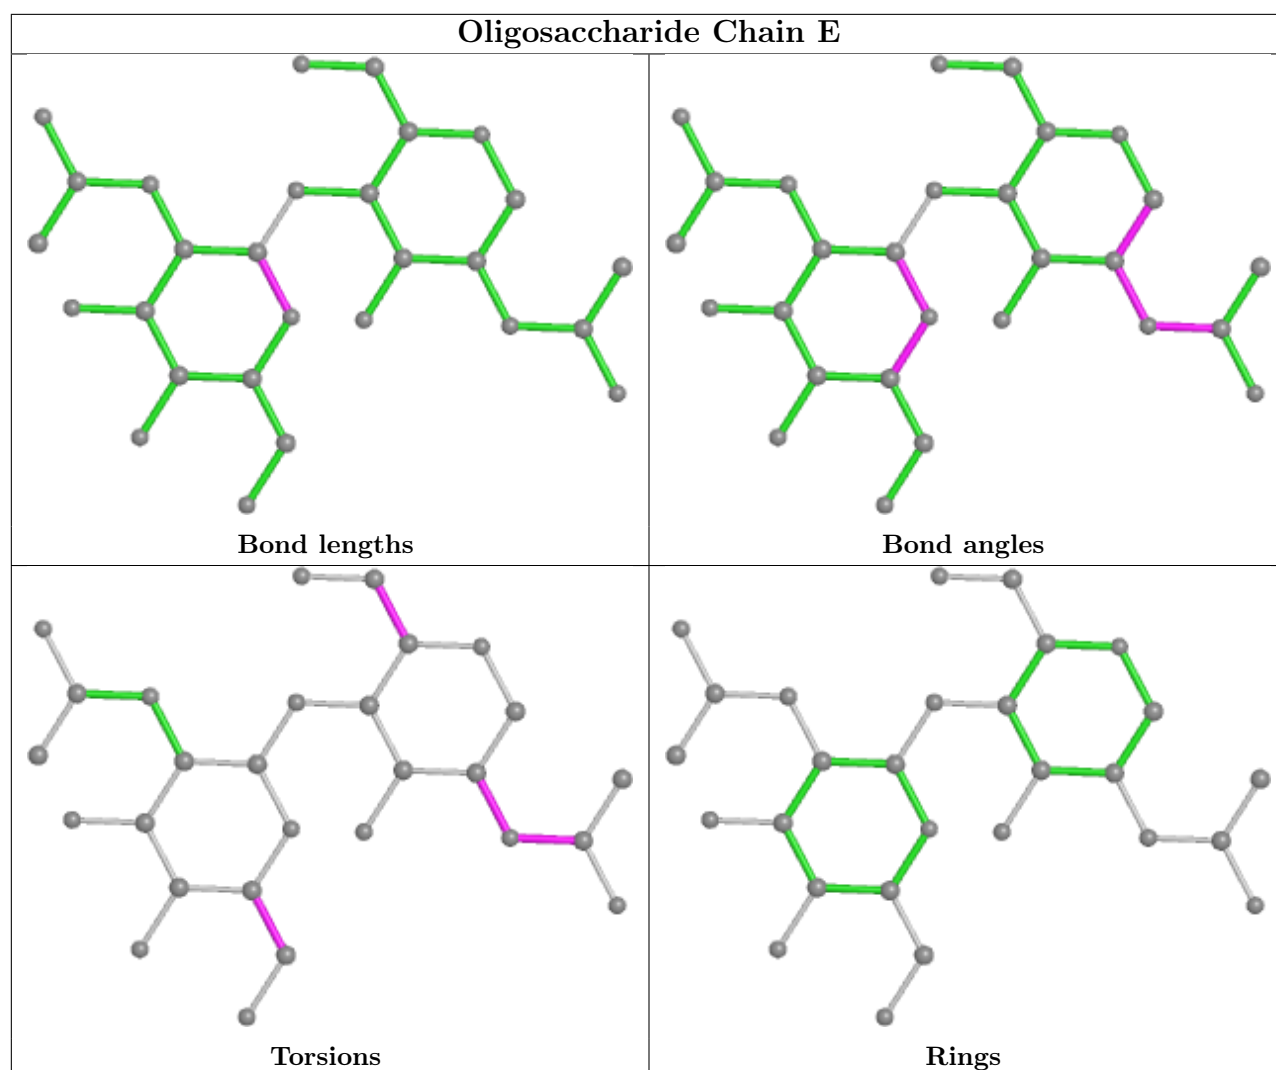 Oligosaccharide Chain E
Bond lengths
Bond angles
Torsions
Rings